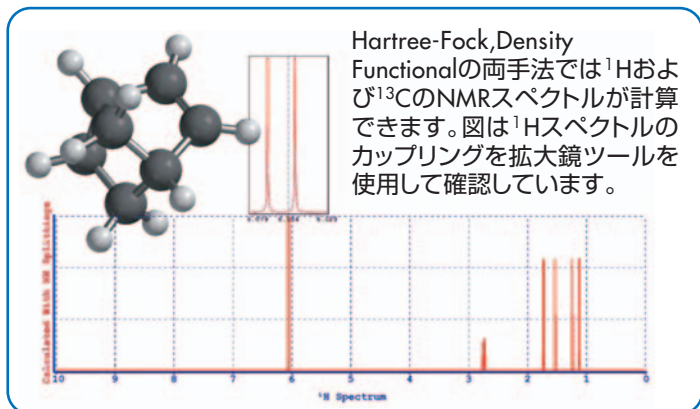 Hartree-Fock,Density
Functionalの両手法では¹Hおよ
び¹³CのNMRスペクトルが計算
できます。図は¹Hスペクトルの
カップリングを拡大鏡ツールを
使用して確認しています。
Calculated With HH Splittings
10 9 8 7 6 5 4 3 2 1 0
¹H Spectrum